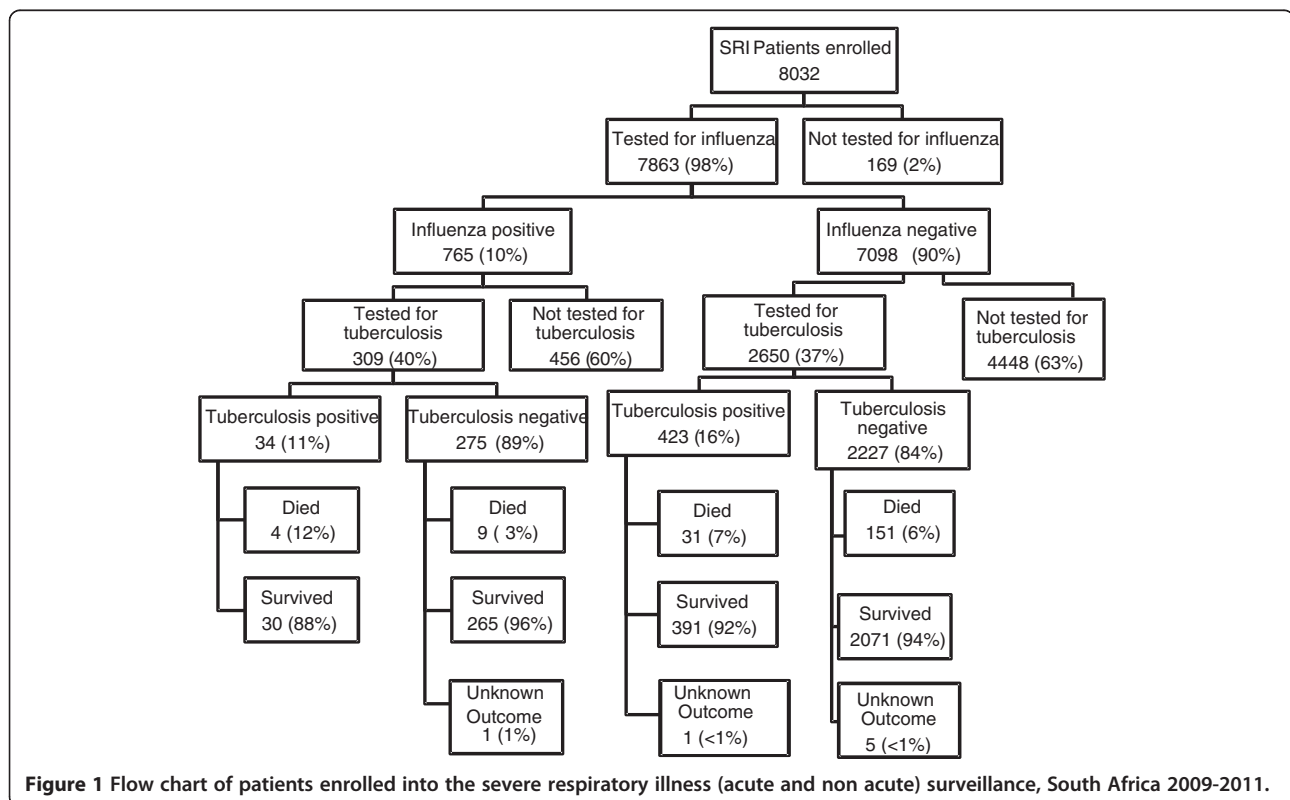 SRI Patients enrolled
8032
Tested for influenza
7863 (98%)
Not tested for influenza
169 (2%)
Influenza positive
765 (10%)
Influenza negative
7098 (90%)
Tested for
tuberculosis
309 (40%)
Not tested for
tuberculosis
456 (60%)
Tested for
tuberculosis
2650 (37%)
Not tested for
tuberculosis
4448 (63%)
Tuberculosis positive
34 (11%)
Tuberculosis negative
275 (89%)
Tuberculosis positive
423 (16%)
Tuberculosis
negative
2227 (84%)
Died
4 (12%)
Died
9 ( 3%)
Died
31 (7%)
Died
151 (6%)
Survived
30 (88%)
Survived
265 (96%)
Survived
391 (92%)
Survived
2071 (94%)
Unknown
Outcome
1 (1%)
Unknown
Outcome
1 (<1%)
Unknown
Outcome
5 (<1%)
Figure 1 Flow chart of patients enrolled into the severe respiratory illness (acute and non acute) surveillance, South Africa 2009-2011.